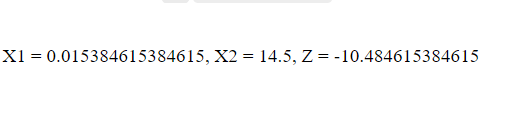 X1 = 0.015384615384615, X2 = 14.5, Z = -10.484615384615